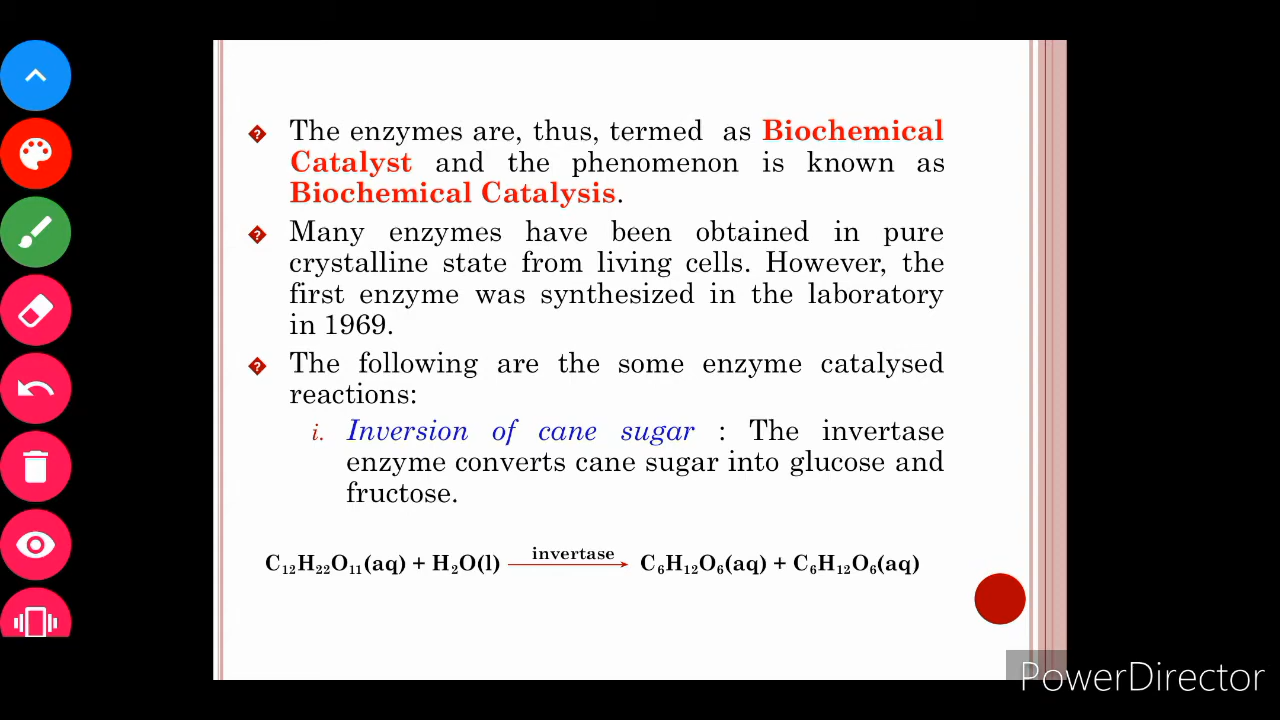 The enzymes are, thus, termed as Biochemical
Catalyst and the phenomenon is known as
Biochemical Catalysis.
Many enzymes have been obtained in pure
crystalline state from living cells. However, the
first enzyme was synthesized in the laboratory
in 1969.
The following are the some enzyme catalysed
reactions:
i. Inversion of cane sugar : The invertase
enzyme converts cane sugar into glucose and
fructose.
invertase
C₁₂H₂₂O₁₁(aq) + H₂O(l) → C₆H₁₂O₆(aq) + C₆H₁₂O₆(aq)
PowerDirector